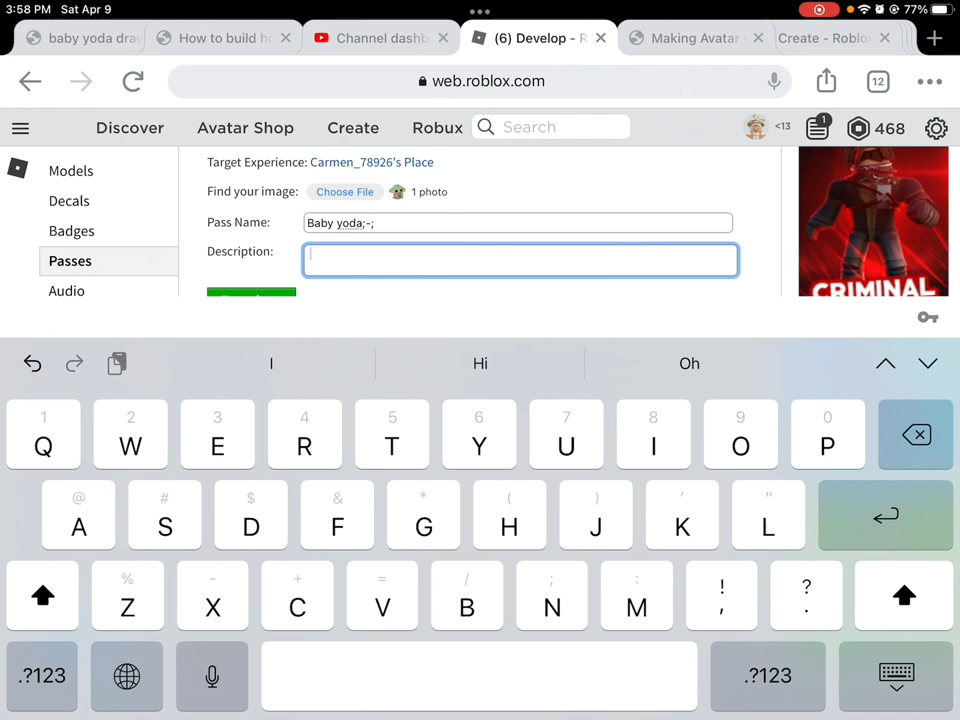 3:58 PM Sat Apr 9
77%
baby yoda dra
How to build h
Channel dashb
(6) Develop - R
Making Avatar
Create - Roblo
web.roblox.com
12
Discover
Avatar Shop
Create
Robux
Search
<13
1
468
Models
Decals
Badges
Passes
Audio
Target Experience: Carmen_78926's Place
Find your image: Choose File 1 photo
Pass Name: Baby yoda;-;
Description:
CRIMINAL
I Hi Oh
1 2 3 4 5 6 7 8 9 0
Q W E R T Y U I O P
@ # $ & * ( ) ' "
A S D F G H J K L
% - + = / ; : ! ?
Z X C V B N M , .
.?123 .?123